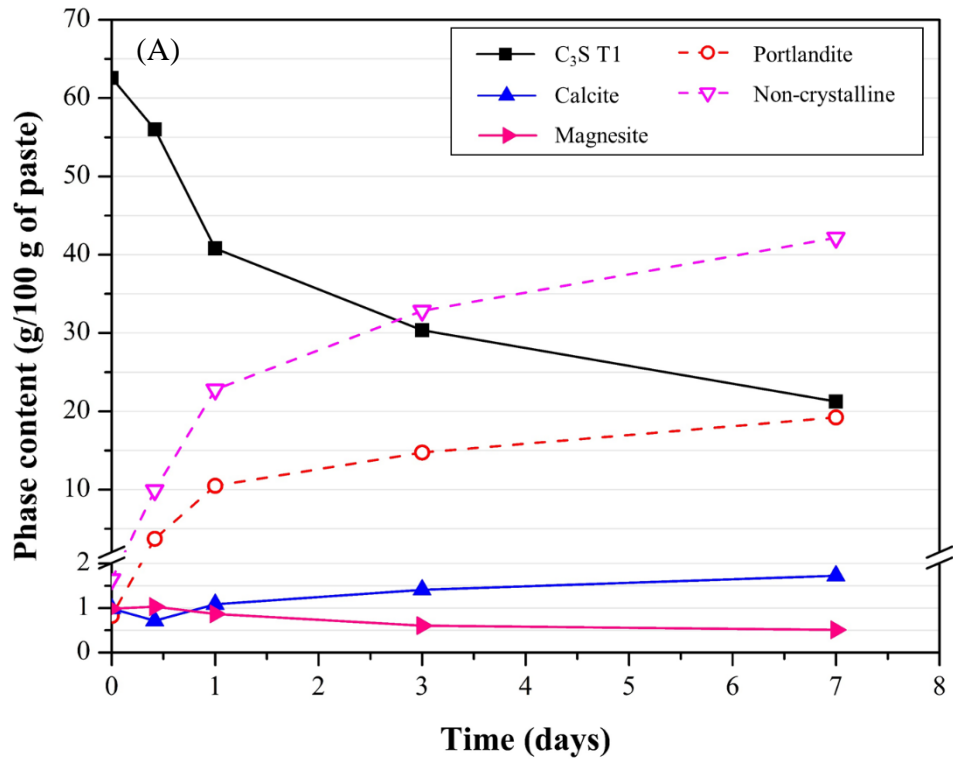 (A)
C₃S T1
Portlandite
Calcite
Non-crystalline
Magnesite
Phase content (g/100 g of paste)
70
60
50
40
30
20
10
2
1
0
0 1 2 3 4 5 6 7 8
Time (days)